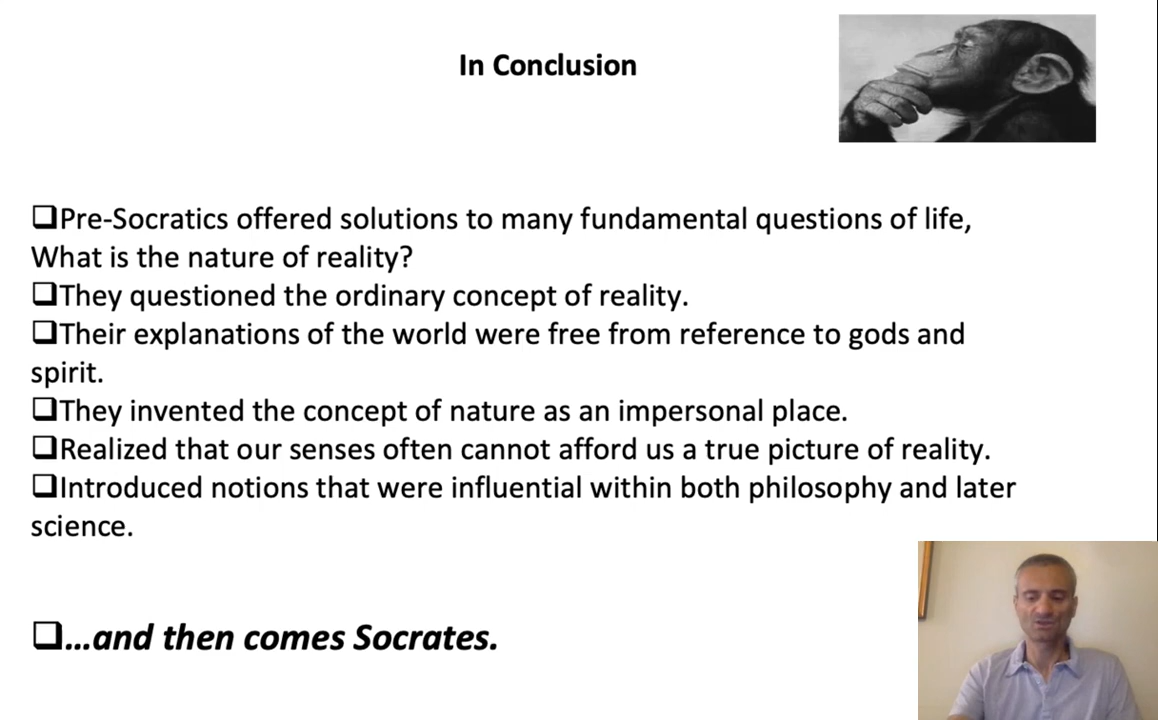 In Conclusion
❑Pre-Socratics offered solutions to many fundamental questions of life,
What is the nature of reality?
❑They questioned the ordinary concept of reality.
❑Their explanations of the world were free from reference to gods and
spirit.
❑They invented the concept of nature as an impersonal place.
❑Realized that our senses often cannot afford us a true picture of reality.
❑Introduced notions that were influential within both philosophy and later
science.
❑…and then comes Socrates.